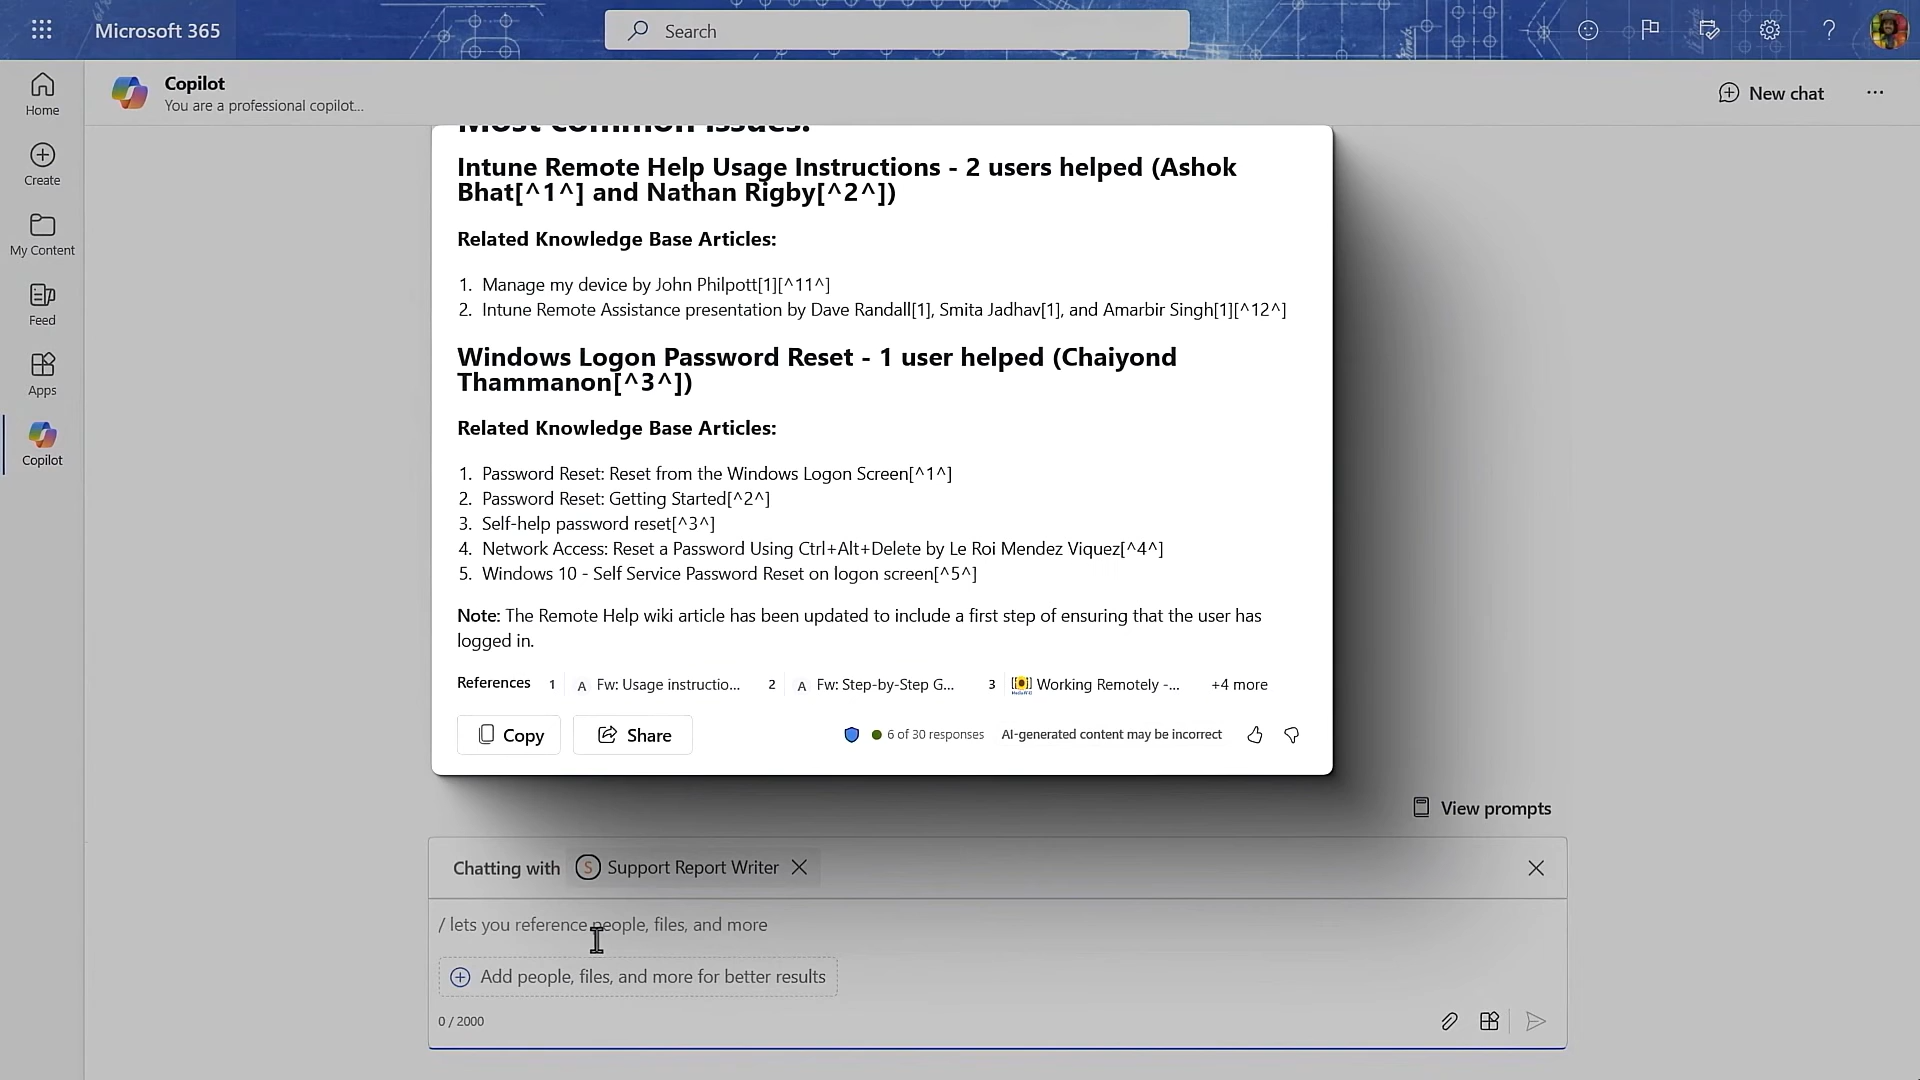 Microsoft 365
Search
Home
Create
My Content
Feed
Apps
Copilot
Copilot
You are a professional copilot...
New chat
Most common issues:
Intune Remote Help Usage Instructions - 2 users helped (Ashok
Bhat[^1^] and Nathan Rigby[^2^])
Related Knowledge Base Articles:
1. Manage my device by John Philpott[1][^11^]
2. Intune Remote Assistance presentation by Dave Randall[1], Smita Jadhav[1], and Amarbir Singh[1][^12^]
Windows Logon Password Reset - 1 user helped (Chaiyond
Thammanon[^3^])
Related Knowledge Base Articles:
1. Password Reset: Reset from the Windows Logon Screen[^1^]
2. Password Reset: Getting Started[^2^]
3. Self-help password reset[^3^]
4. Network Access: Reset a Password Using Ctrl+Alt+Delete by Le Roi Mendez Viquez[^4^]
5. Windows 10 - Self Service Password Reset on logon screen[^5^]
Note: The Remote Help wiki article has been updated to include a first step of ensuring that the user has
logged in.
References 1 A Fw: Usage instructio... 2 A Fw: Step-by-Step G... 3 Working Remotely -... +4 more
Copy Share 6 of 30 responses AI-generated content may be incorrect
View prompts
Chatting with S Support Report Writer
/ lets you reference people, files, and more
Add people, files, and more for better results
0 / 2000